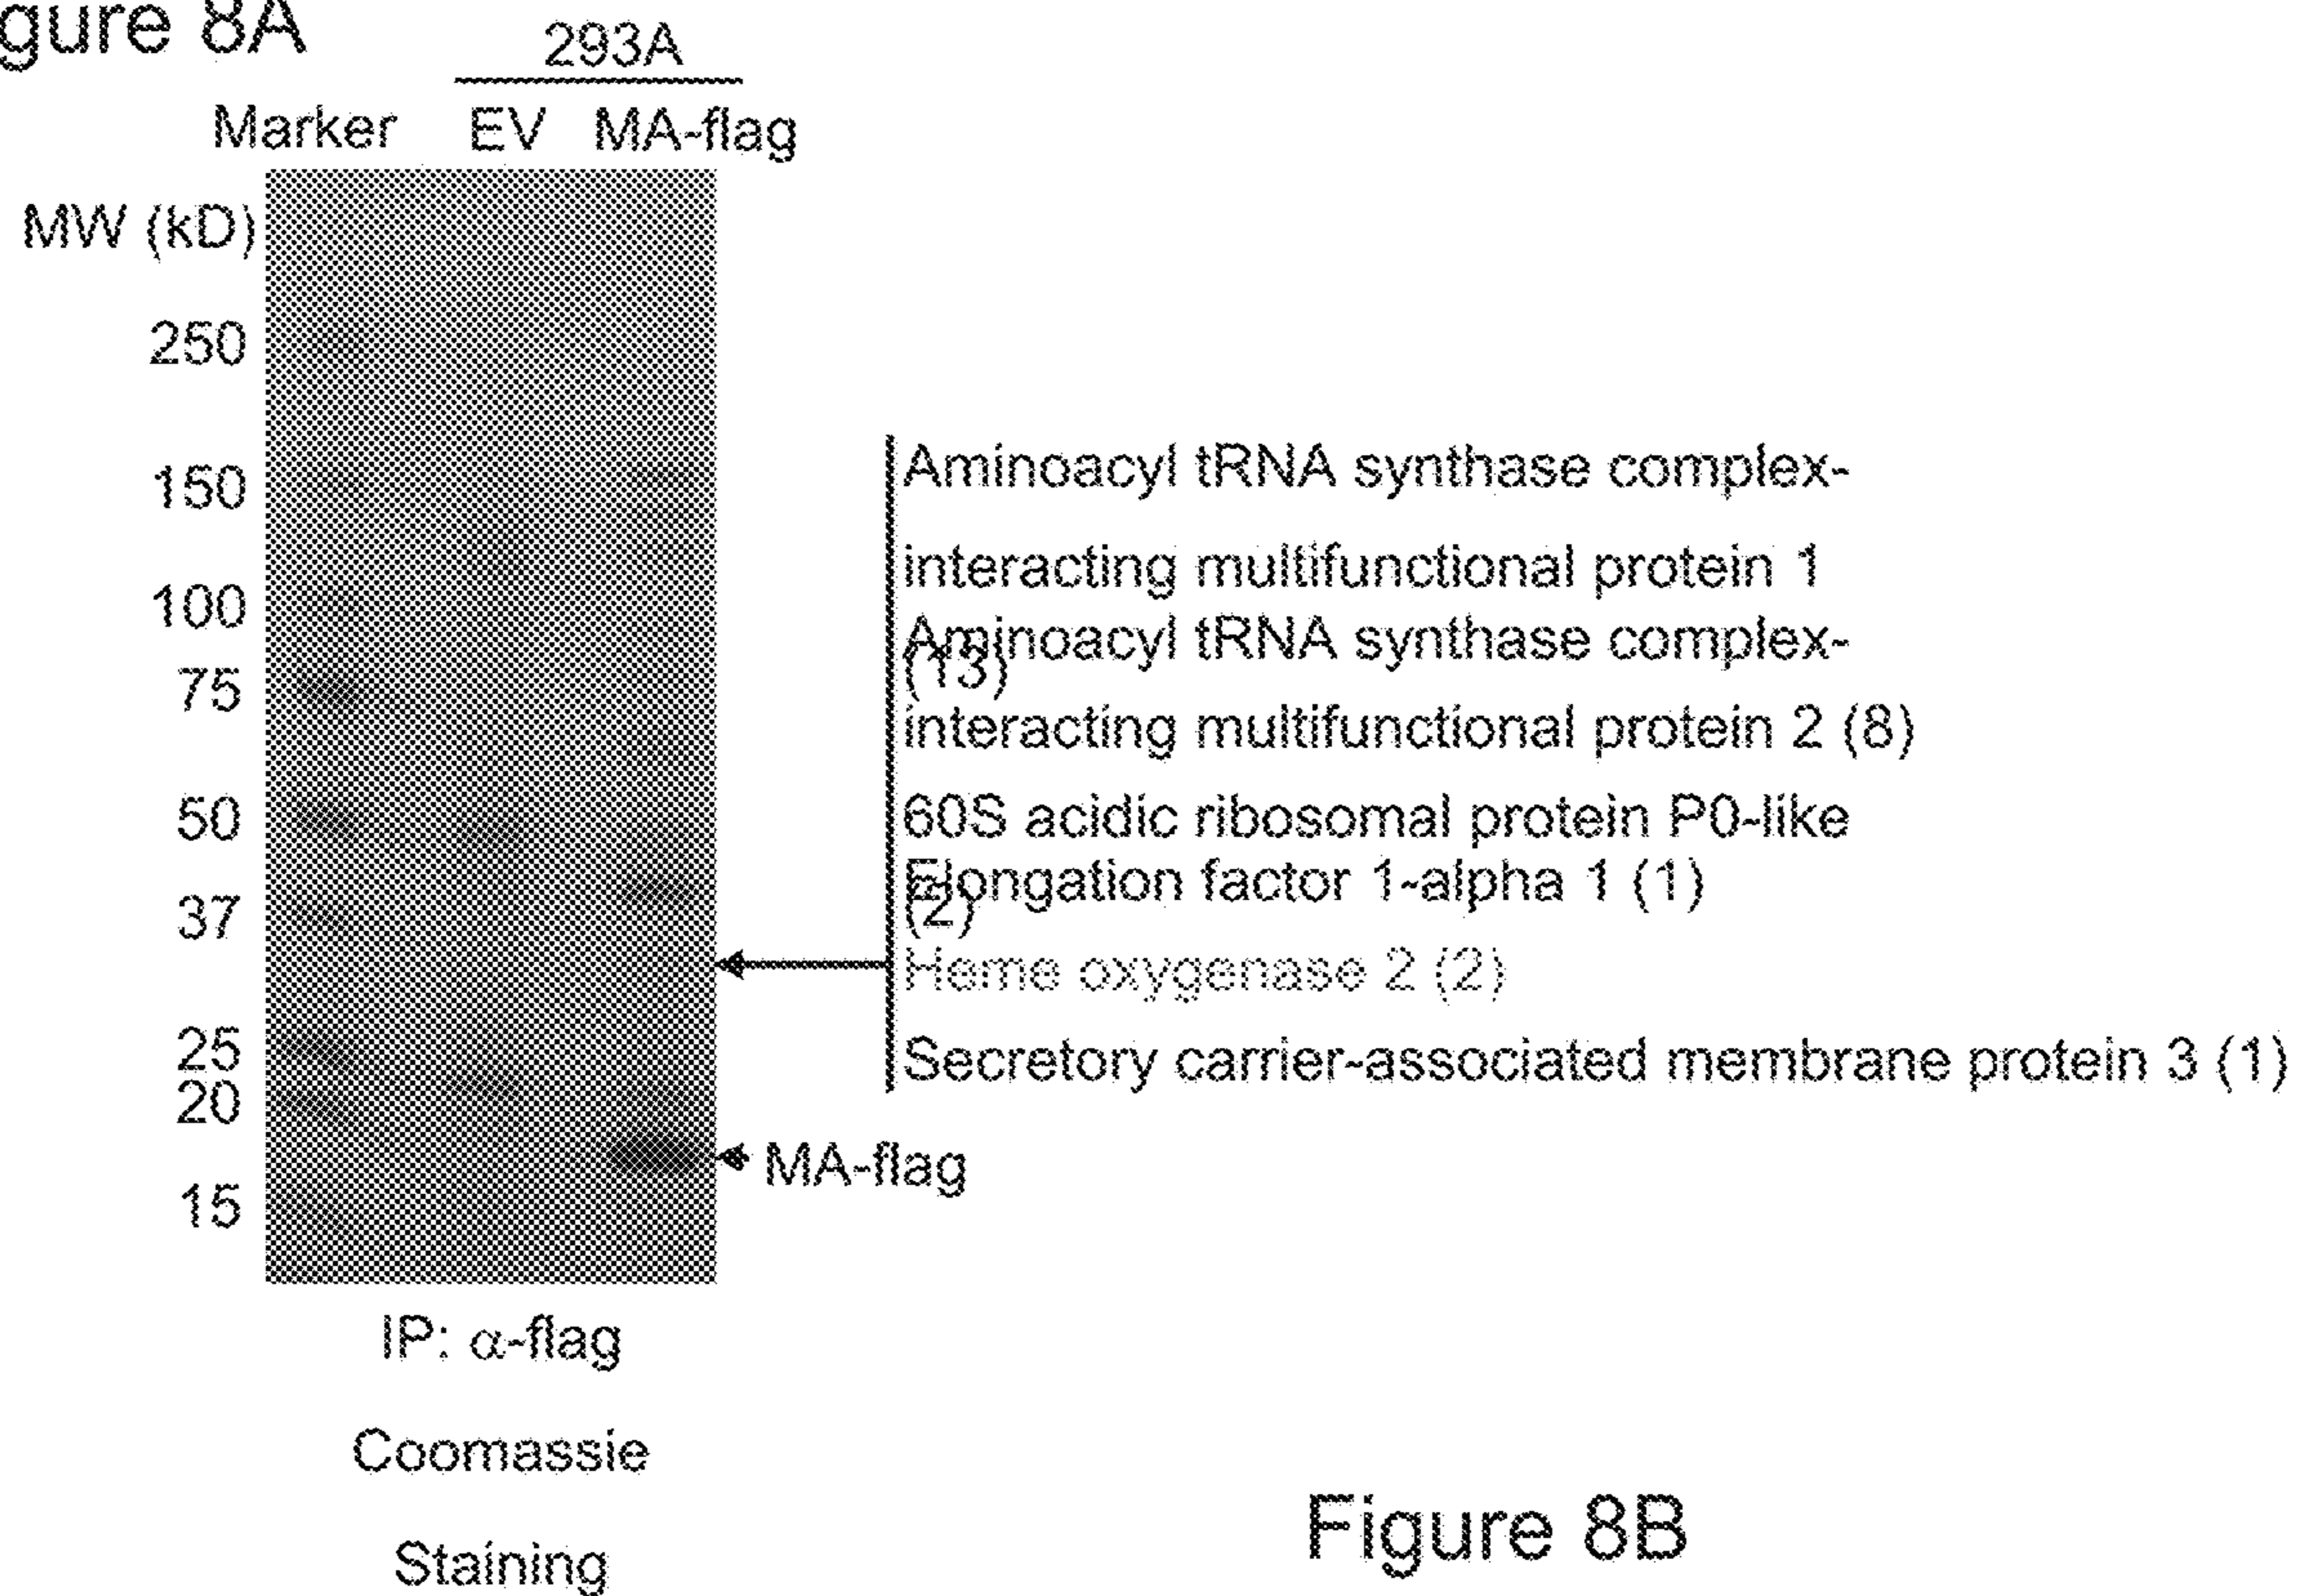 gure 8A
293A
Marker EV MA-flag
MW (kD)
250
150
100
75
50
37
25
20
15
Aminoacyl tRNA synthase complex-
interacting multifunctional protein 1
(13)
Aminoacyl tRNA synthase complex-
interacting multifunctional protein 2 (8)
60S acidic ribosomal protein P0-like
(2)
Elongation factor 1-alpha 1 (1)
Heme oxygenase 2 (2)
Secretory carrier-associated membrane protein 3 (1)
MA-flag
IP: α-flag
Coomassie
Staining
Figure 8B